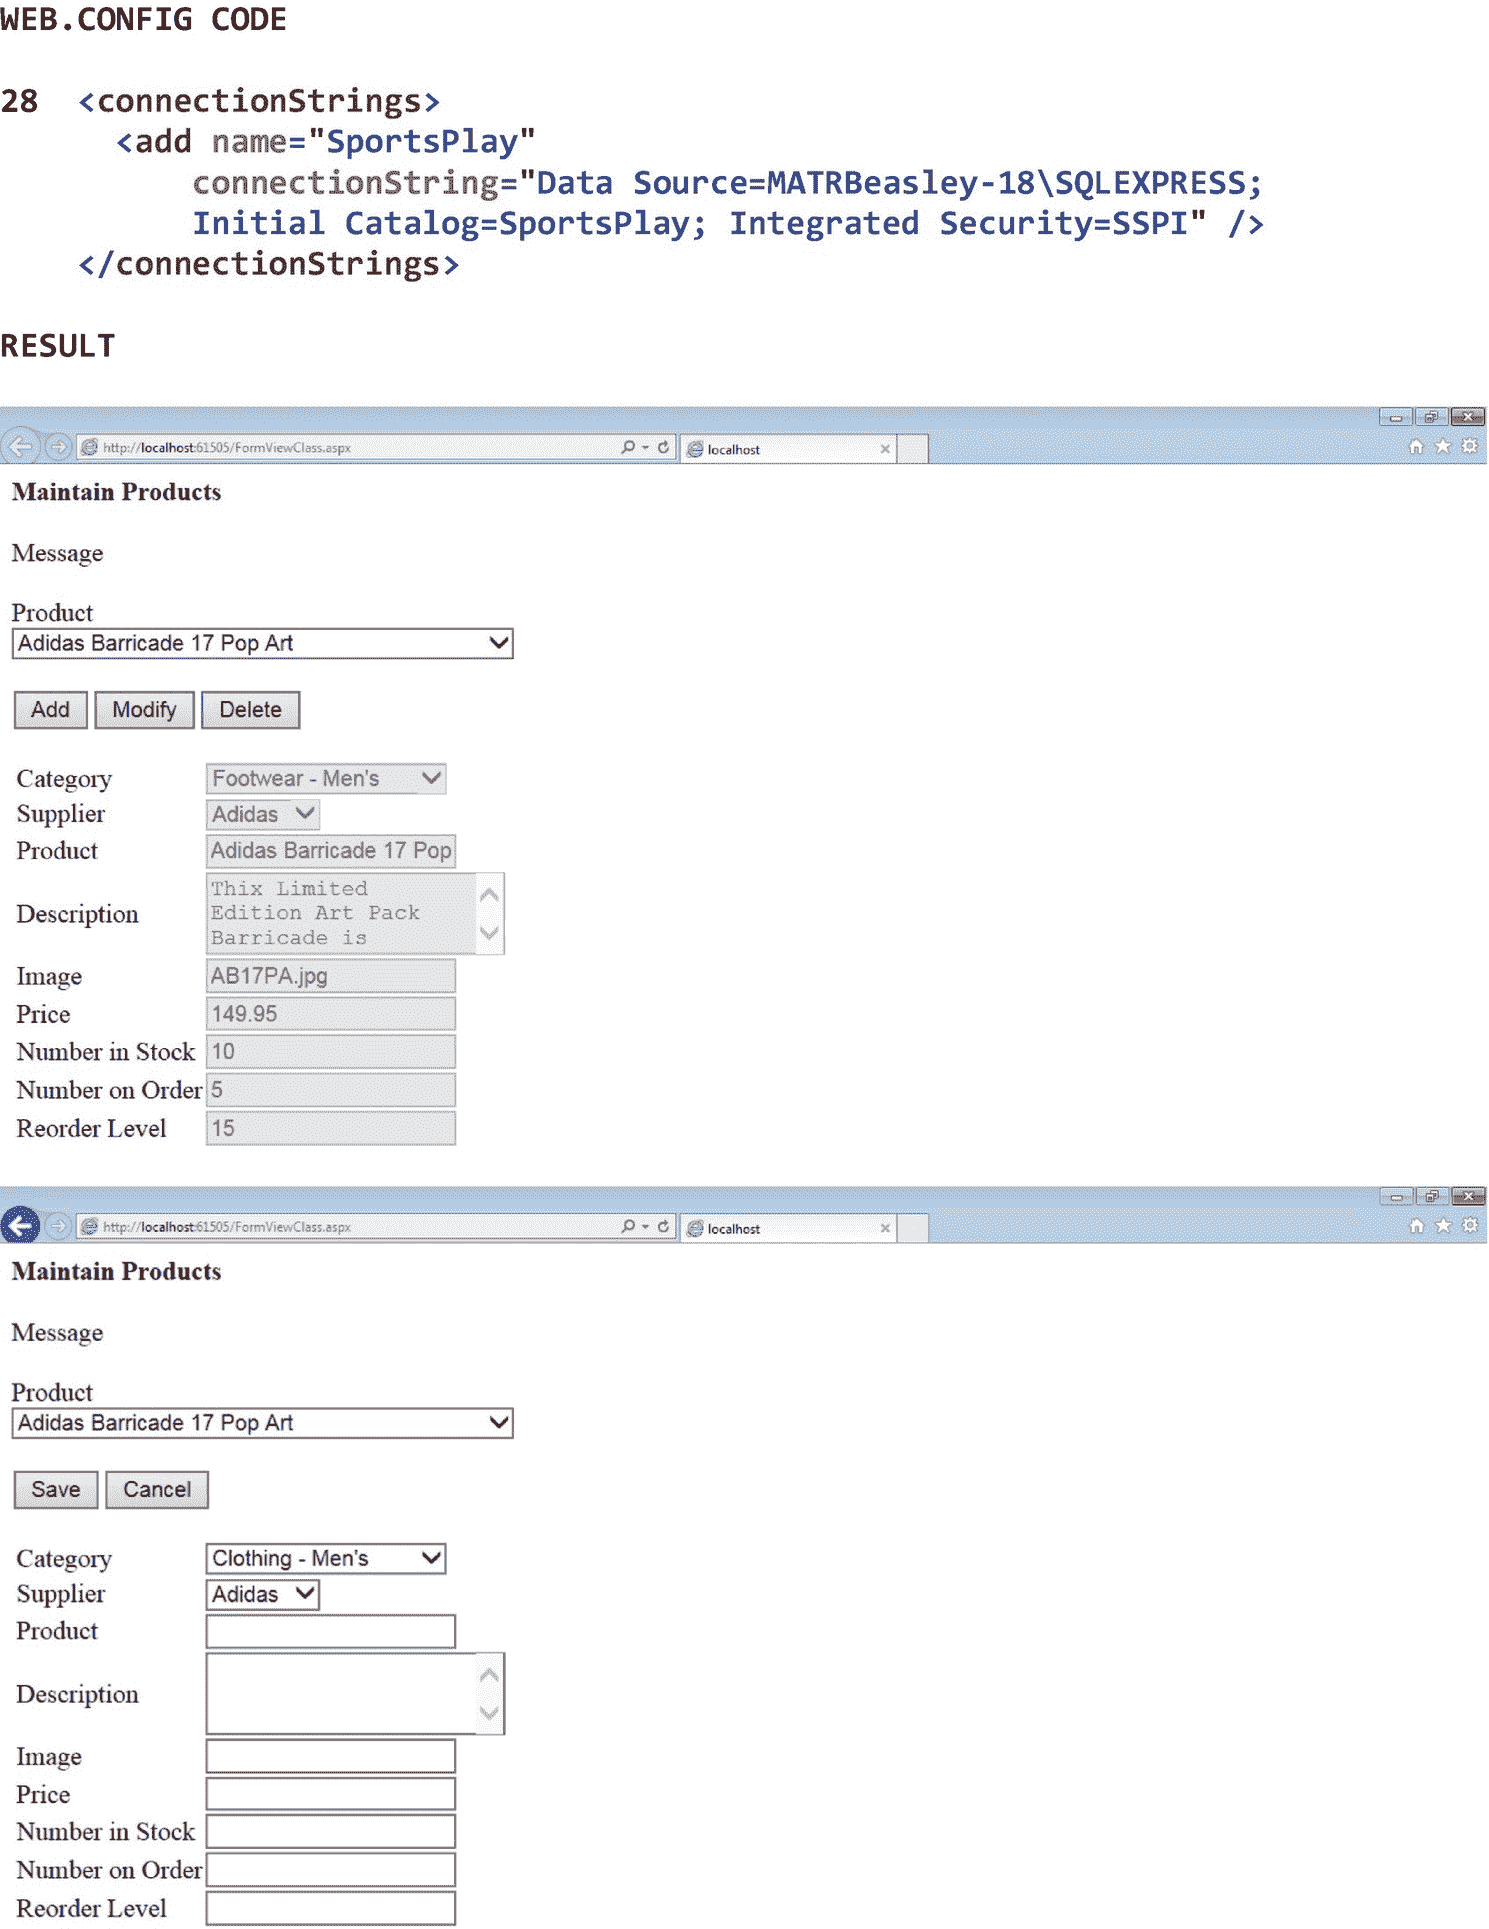 WEB.CONFIG CODE
28 <connectionStrings>
<add name="SportsPlay"
connectionString="Data Source=MATRBeasley-18\SQLEXPRESS;
Initial Catalog=SportsPlay; Integrated Security=SSPI" />
</connectionStrings>
RESULT
http://localhost:61505/FormViewClass.aspx localhost
Maintain Products
Message
Product
Adidas Barricade 17 Pop Art
Add Modify Delete
Category Footwear - Men's
Supplier Adidas
Product Adidas Barricade 17 Pop
Description Thix Limited
Edition Art Pack
Barricade is
Image AB17PA.jpg
Price 149.95
Number in Stock 10
Number on Order 5
Reorder Level 15
http://localhost:61505/FormViewClass.aspx localhost
Maintain Products
Message
Product
Adidas Barricade 17 Pop Art
Save Cancel
Category Clothing - Men's
Supplier Adidas
Product
Description
Image
Price
Number in Stock
Number on Order
Reorder Level